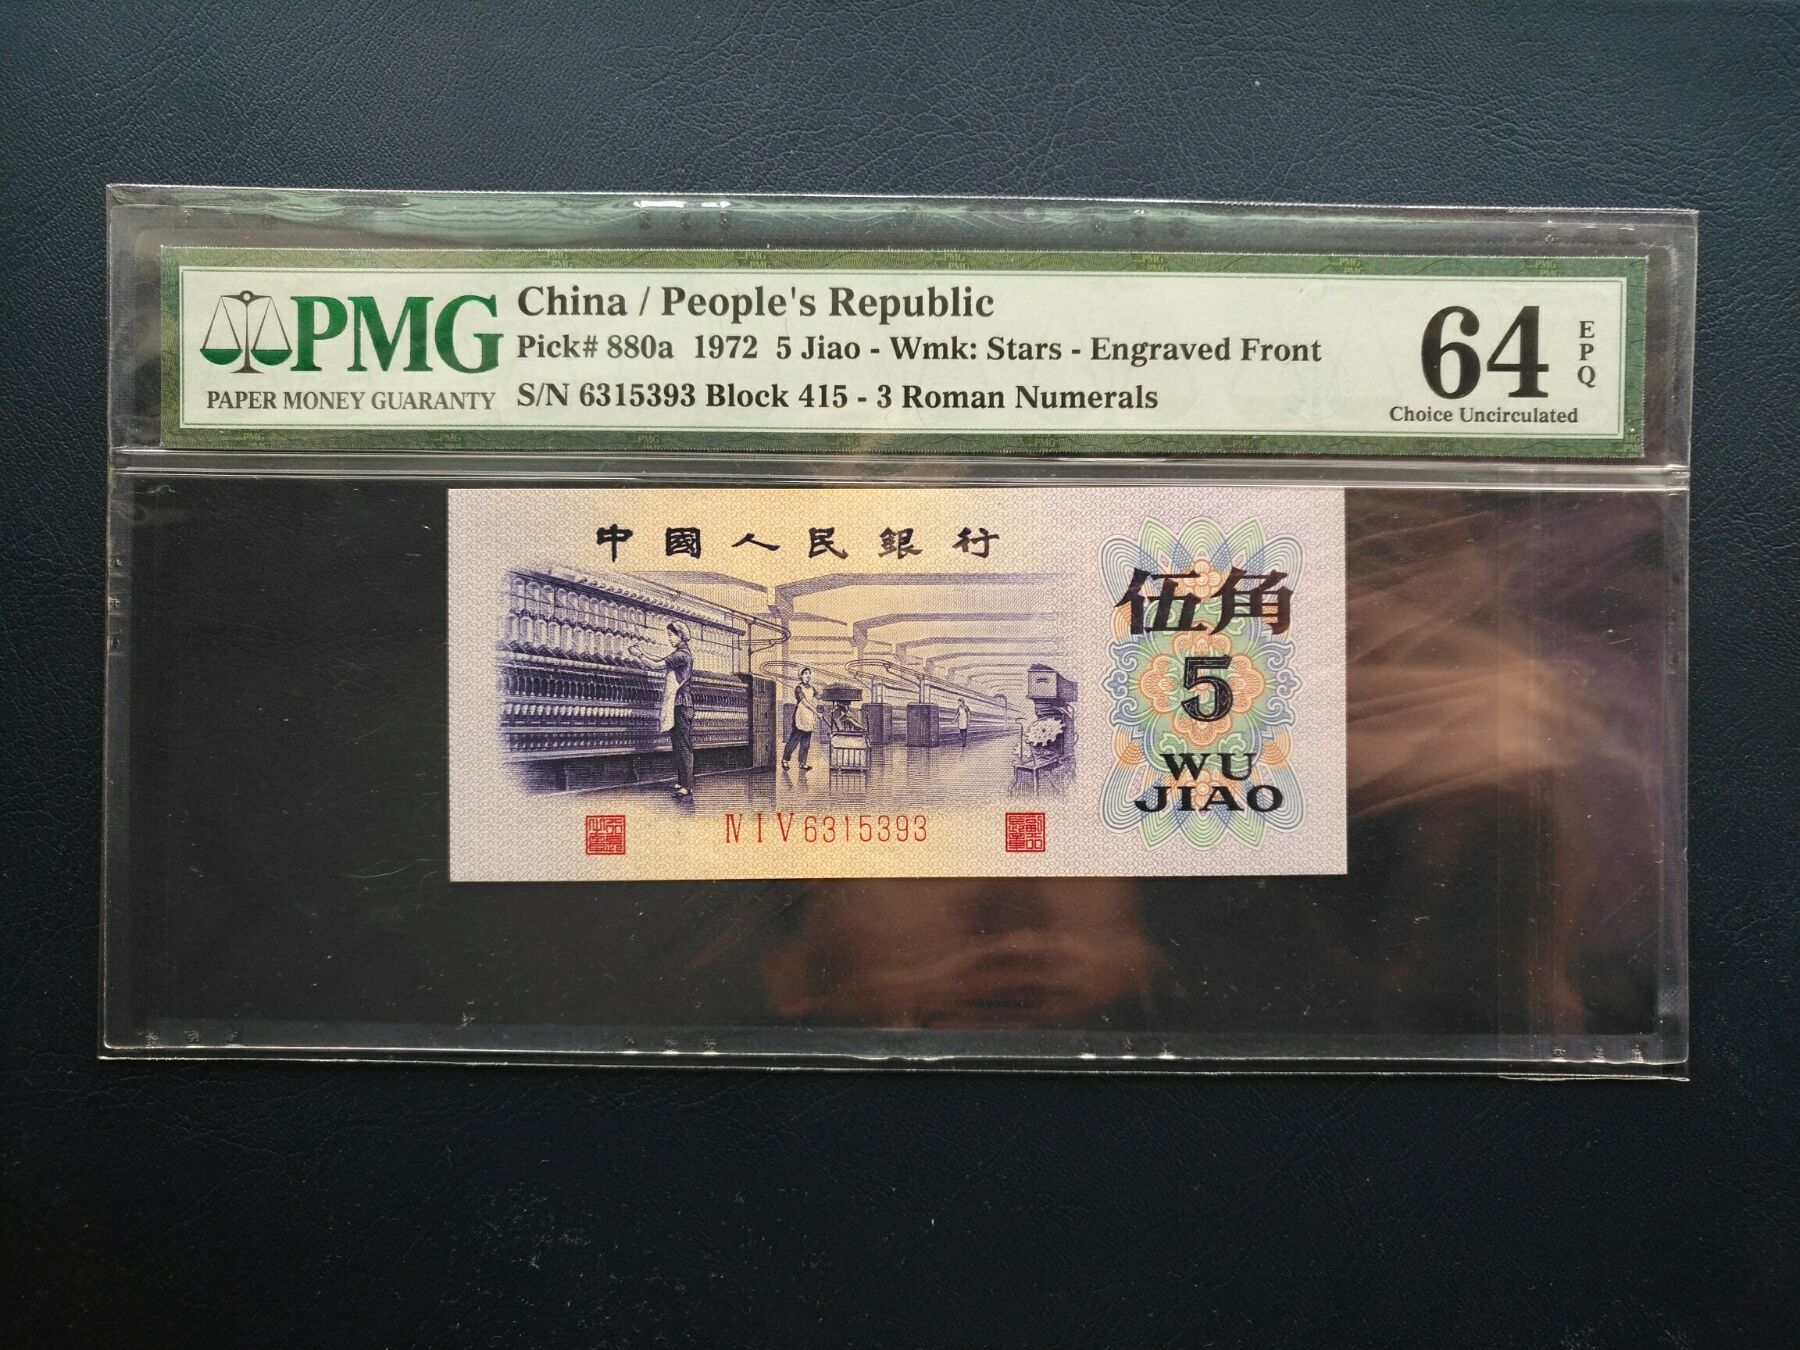 PMG
PAPER MONEY GUARANTY
China / People's Republic
Pick# 880a 1972 5 Jiao - Wmk: Stars - Engraved Front
S/N 6315393 Block 415 - 3 Roman Numerals
64
EPQ
Choice Uncirculated
中國人民銀行
伍角
5
WU
JIAO
Ⅳ Ⅰ Ⅴ 6315393